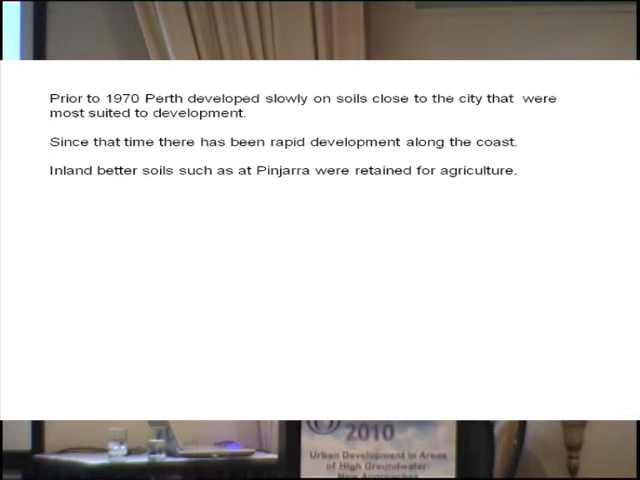 Prior to 1970 Perth developed slowly on soils close to the city that were
most suited to development.
Since that time there has been rapid development along the coast.
Inland better soils such as at Pinjarra were retained for agriculture.
2010
Urban Development in Areas
of High Groundwater:
New Approaches